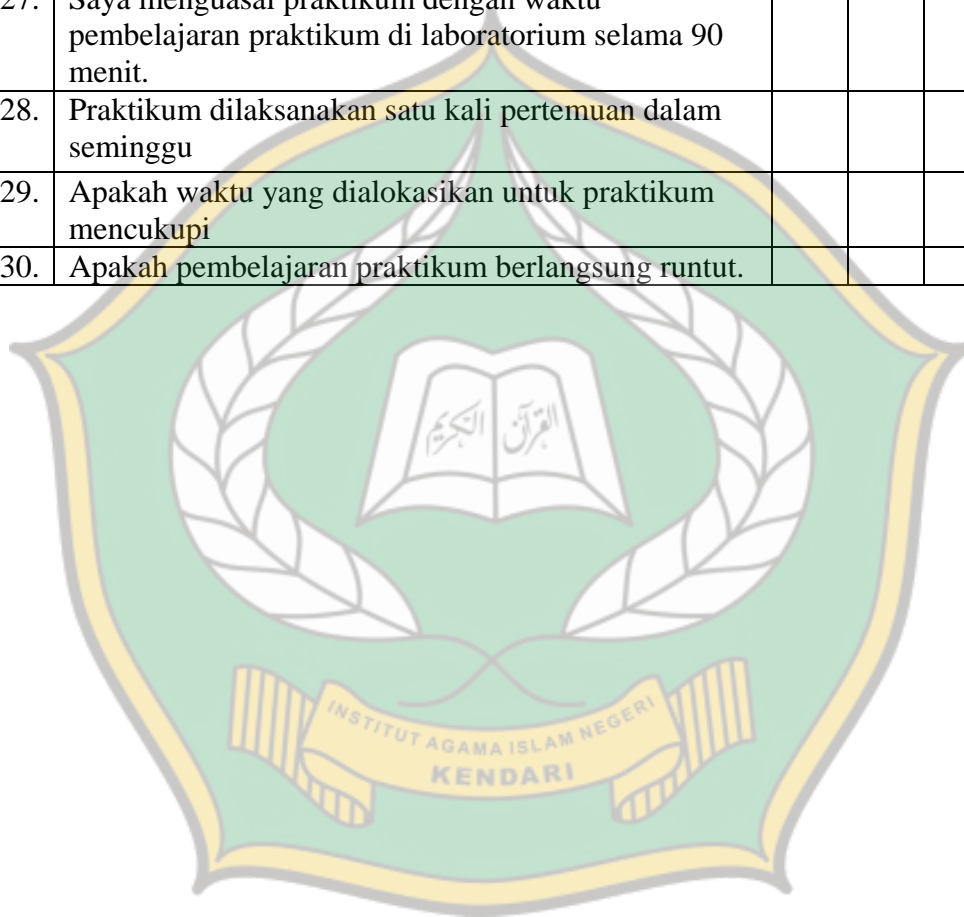 27. Saya menguasai praktikum dengan waktu
pembelajaran praktikum di laboratorium selama 90
menit.
28. Praktikum dilaksanakan satu kali pertemuan dalam
seminggu
29. Apakah waktu yang dialokasikan untuk praktikum
mencukupi
30. Apakah pembelajaran praktikum berlangsung runtut.
القرآن الكريم
INSTITUT AGAMA ISLAM NEGERI
KENDARI